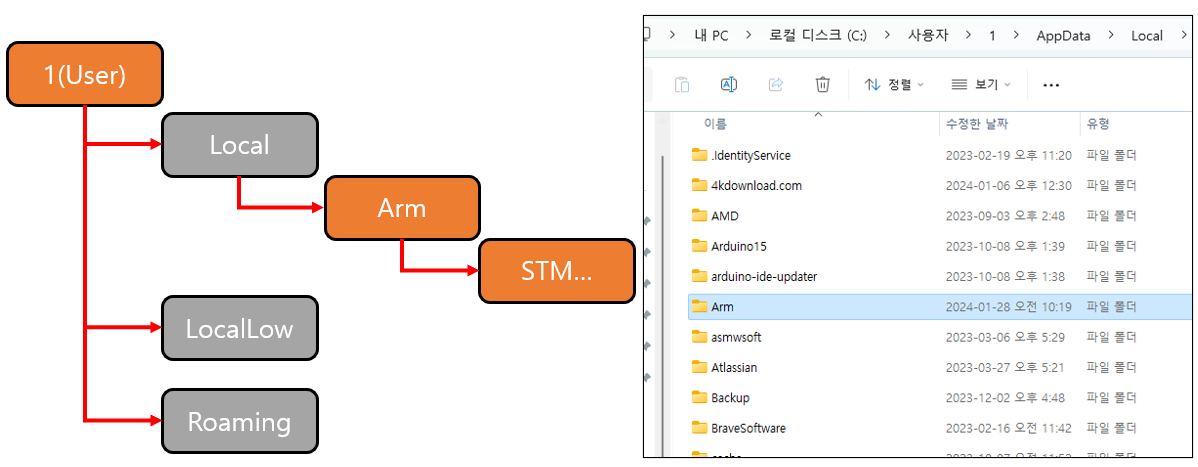 1(User)
Local
Arm
STM...
LocalLow
Roaming
내 PC > 로컬 디스크 (C:) > 사용자 > 1 > AppData > Local >
정렬 보기 ...
이름 수정한 날짜 유형
.IdentityService 2023-02-19 오후 11:20 파일 폴더
4kdownload.com 2024-01-06 오후 12:30 파일 폴더
AMD 2023-09-03 오후 2:48 파일 폴더
Arduino15 2023-10-08 오후 1:39 파일 폴더
arduino-ide-updater 2023-10-08 오후 1:38 파일 폴더
Arm 2024-01-28 오전 10:19 파일 폴더
asmwsoft 2023-03-06 오후 5:29 파일 폴더
Atlassian 2023-03-27 오후 5:21 파일 폴더
Backup 2023-12-02 오후 4:48 파일 폴더
BraveSoftware 2023-02-16 오후 11:42 파일 폴더